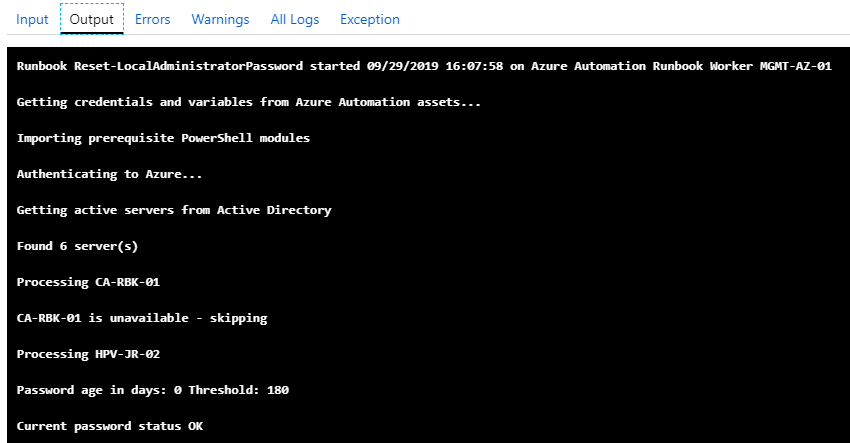 Input Output Errors Warnings All Logs Exception
Runbook Reset-LocalAdministratorPassword started 09/29/2019 16:07:58 on Azure Automation Runbook Worker MGMT-AZ-01
Getting credentials and variables from Azure Automation assets...
Importing prerequisite PowerShell modules
Authenticating to Azure...
Getting active servers from Active Directory
Found 6 server(s)
Processing CA-RBK-01
CA-RBK-01 is unavailable - skipping
Processing HPV-JR-02
Password age in days: 0 Threshold: 180
Current password status OK